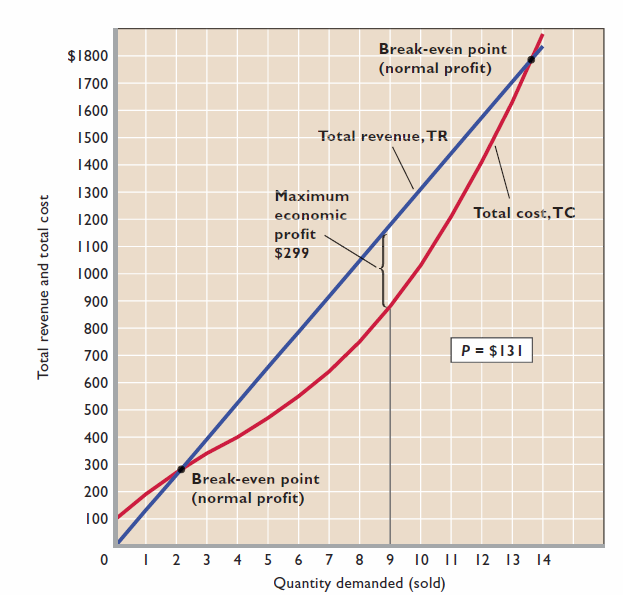 Break-even point
(normal profit)
$1800
1700
1600
1500
Total revenue, TR
1400
1300
Maximum
economic
profit
$299
1200
Total cost, TC
1100
1000
900
800
P = $131
700
600
500
400
300
Break-even point
(normal profit)
200
100
0 1 2 3 4 5 6 7 8 9 10 11 12 13 14
Quantity demanded (sold)
Total revenue and total cost